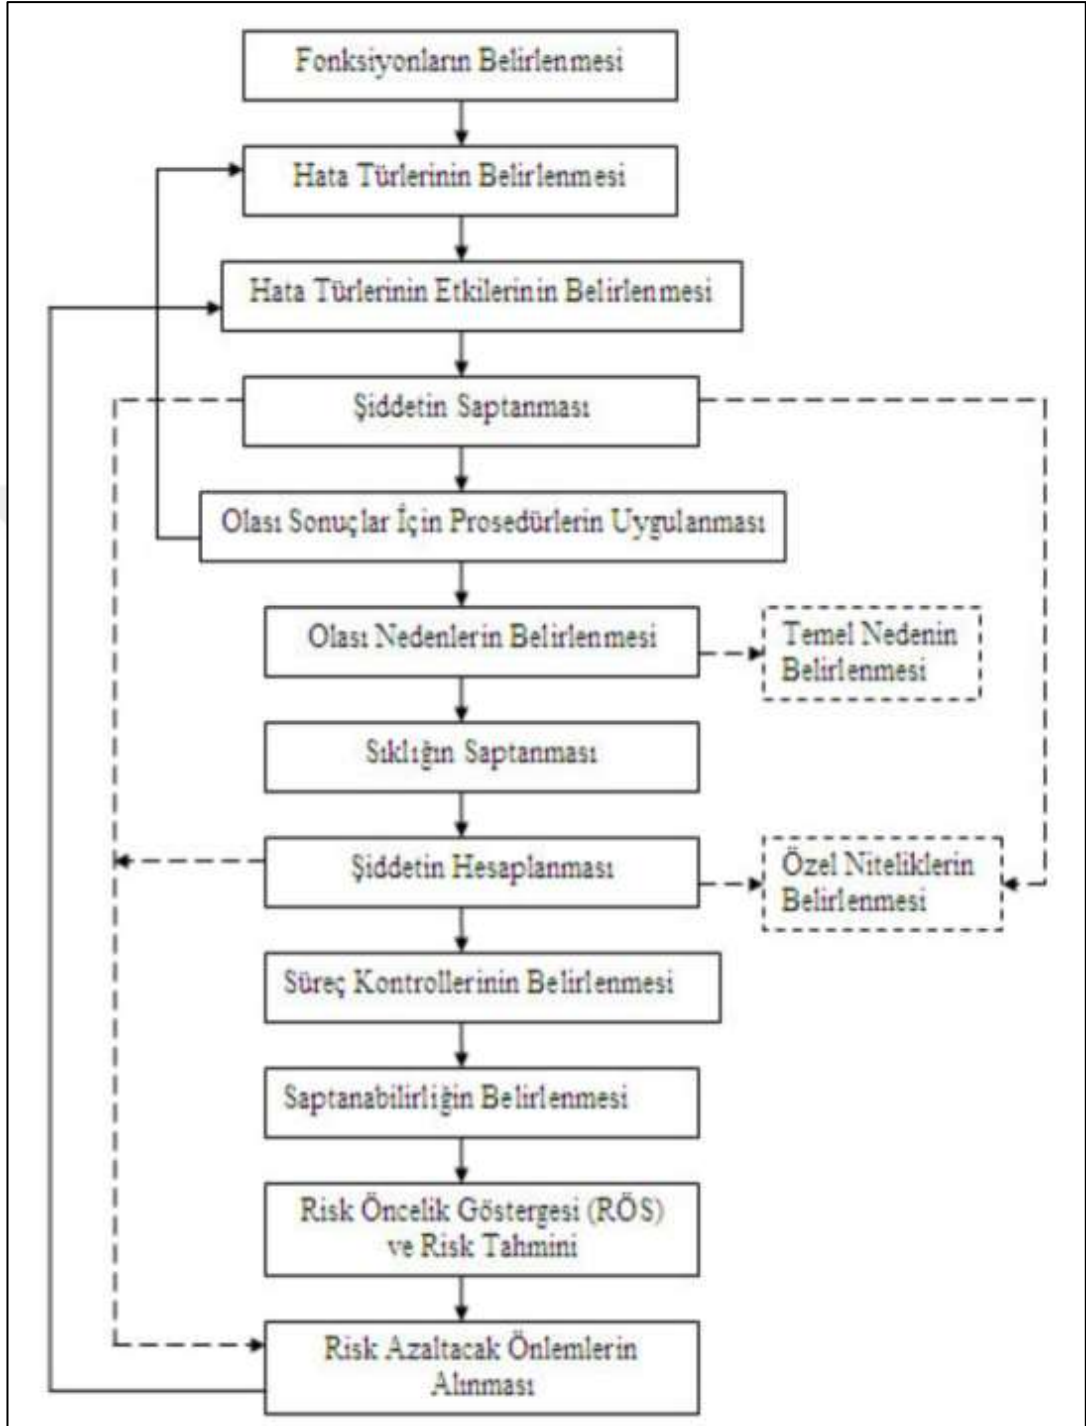 Fonksiyonların Belirlenmesi
Hata Türlerinin Belirlenmesi
Hata Türlerinin Etkilerinin Belirlenmesi
Şiddetin Saptanması
Olası Sonuçlar İçin Prosedürlerin Uygulanması
Olası Nedenlerin Belirlenmesi
Temel Nedenin
Belirlenmesi
Sıklığın Saptanması
Şiddetin Hesaplanması
Özel Niteliklerin
Belirlenmesi
Süreç Kontrollerinin Belirlenmesi
Saptanabilirliğin Belirlenmesi
Risk Öncelik Göstergesi (RÖS)
ve Risk Tahmini
Risk Azaltacak Önlemlerin
Alınması